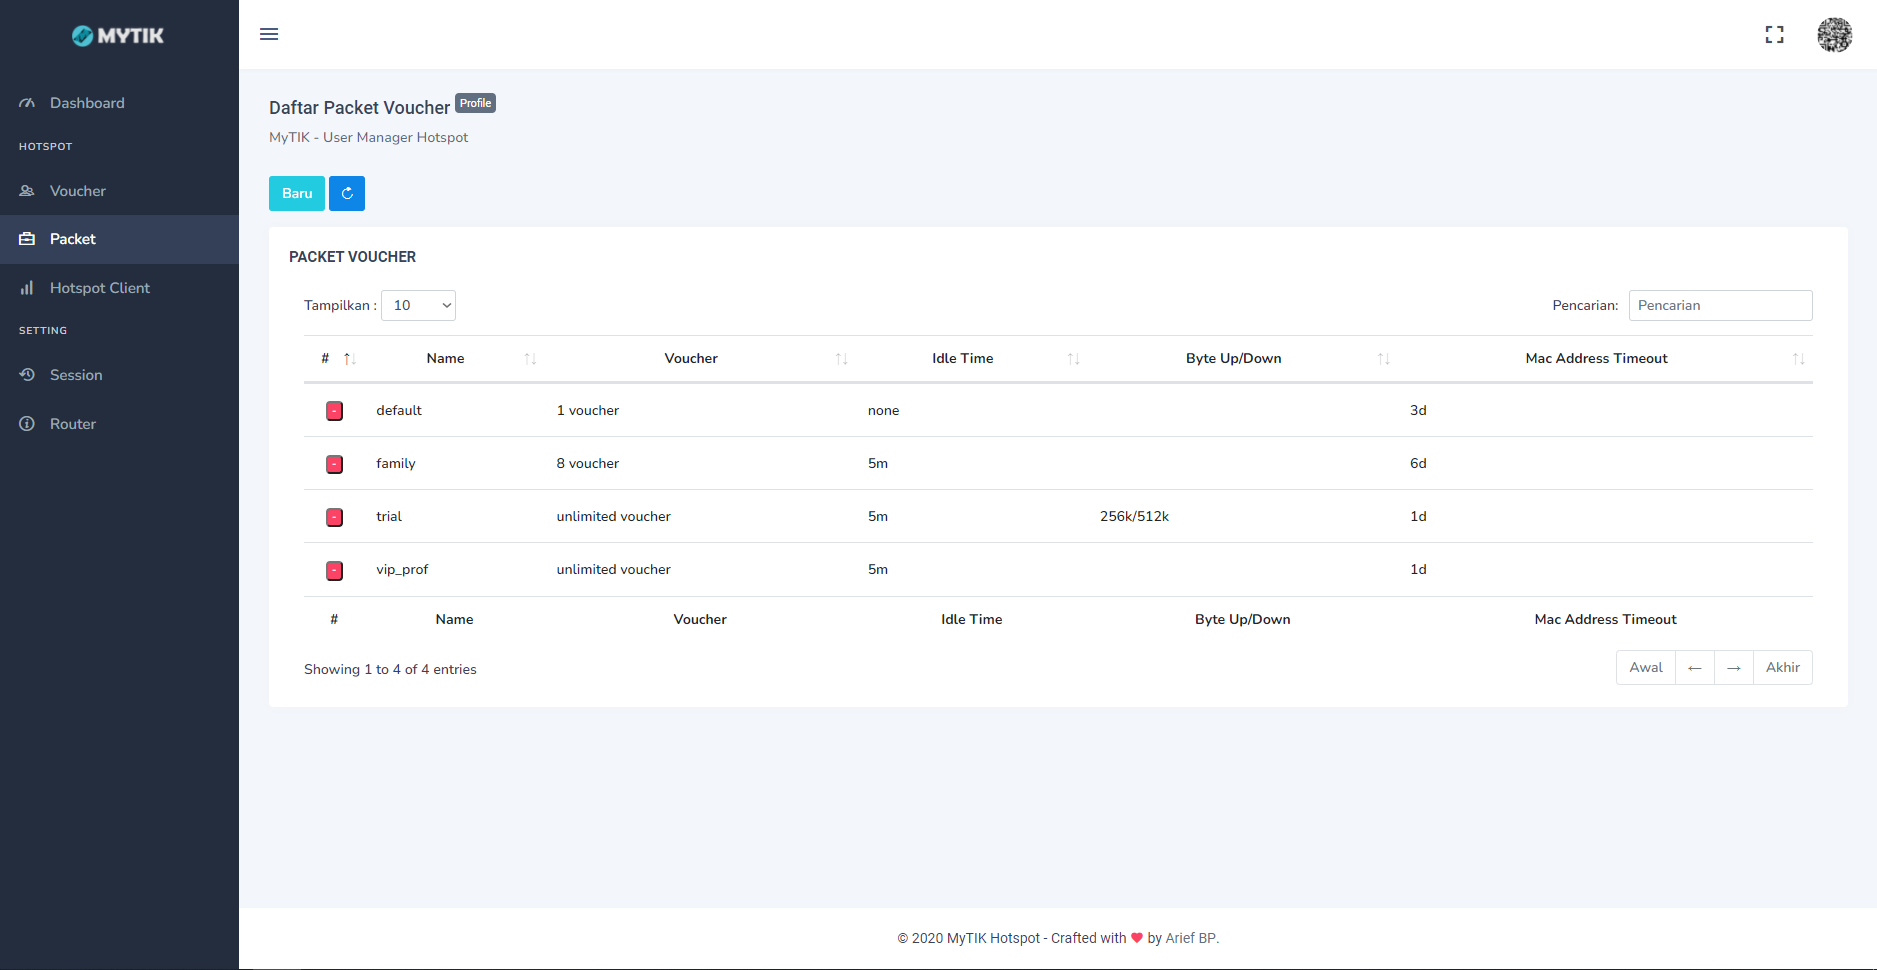 MYTIK
Dashboard
HOTSPOT
Voucher
Packet
Hotspot Client
SETTING
Session
Router
Daftar Packet Voucher Profile
MyTIK - User Manager Hotspot
Baru
PACKET VOUCHER
Tampilkan : 10 Pencarian: Pencarian
# Name Voucher Idle Time Byte Up/Down Mac Address Timeout
- default 1 voucher none 3d
- family 8 voucher 5m 6d
- trial unlimited voucher 5m 256k/512k 1d
- vip_prof unlimited voucher 5m 1d
# Name Voucher Idle Time Byte Up/Down Mac Address Timeout
Showing 1 to 4 of 4 entries Awal ← → Akhir
© 2020 MyTIK Hotspot - Crafted with ❤ by Arief BP.